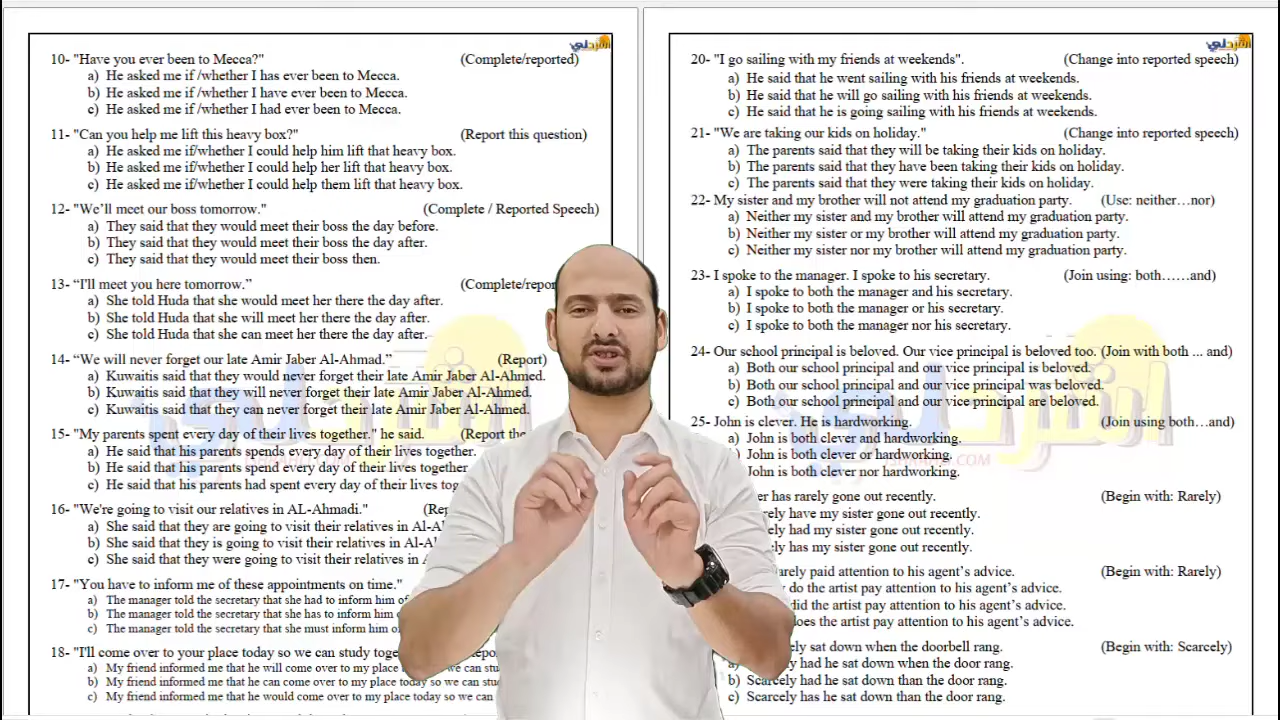 اشرحلي
10- "Have you ever been to Mecca?" (Complete/reported)
a) He asked me if /whether I has ever been to Mecca.
b) He asked me if /whether I have ever been to Mecca.
c) He asked me if /whether I had ever been to Mecca.
11- "Can you help me lift this heavy box?" (Report this question)
a) He asked me if/whether I could help him lift that heavy box.
b) He asked me if/whether I could help her lift that heavy box.
c) He asked me if/whether I could help them lift that heavy box.
12- "We’ll meet our boss tomorrow." (Complete / Reported Speech)
a) They said that they would meet their boss the day before.
b) They said that they would meet their boss the day after.
c) They said that they would meet their boss then.
13- “I'll meet you here tomorrow.” (Complete/repor
a) She told Huda that she would meet her there the day after.
b) She told Huda that she will meet her there the day after.
c) She told Huda that she can meet her there the day after.
14- “We will never forget our late Amir Jaber Al-Ahmad.” (Report)
a) Kuwaitis said that they would never forget their late Amir Jaber Al-Ahmed.
b) Kuwaitis said that they will never forget their late Amir Jaber Al-Ahmed.
c) Kuwaitis said that they can never forget their late Amir Jaber Al-Ahmed.
15- "My parents spent every day of their lives together." he said. (Report the
a) He said that his parents spends every day of their lives together.
b) He said that his parents spend every day of their lives together
c) He said that his parents had spent every day of their lives tog
16- "We're going to visit our relatives in AL-Ahmadi." (Rep
a) She said that they are going to visit their relatives in Al-A
b) She said that they is going to visit their relatives in Al-A
c) She said that they were going to visit their relatives in
17- "You have to inform me of these appointments on time."
a) The manager told the secretary that she had to inform him of
b) The manager told the secretary that she has to inform him
c) The manager told the secretary that she must inform him o
18- "I'll come over to your place today so we can study toge
a) My friend informed me that he will come over to my place we can stu
b) My friend informed me that he can come over to my place today so we can stu
c) My friend informed me that he would come over to my place today so we can
اشرحلي
20- "I go sailing with my friends at weekends". (Change into reported speech)
a) He said that he went sailing with his friends at weekends.
b) He said that he will go sailing with his friends at weekends.
c) He said that he is going sailing with his friends at weekends.
21- "We are taking our kids on holiday." (Change into reported speech)
a) The parents said that they will be taking their kids on holiday.
b) The parents said that they have been taking their kids on holiday.
c) The parents said that they were taking their kids on holiday.
22- My sister and my brother will not attend my graduation party. (Use: neither…nor)
a) Neither my sister and my brother will attend my graduation party.
b) Neither my sister or my brother will attend my graduation party.
c) Neither my sister nor my brother will attend my graduation party.
23- I spoke to the manager. I spoke to his secretary. (Join using: both……and)
a) I spoke to both the manager and his secretary.
b) I spoke to both the manager or his secretary.
c) I spoke to both the manager nor his secretary.
24- Our school principal is beloved. Our vice principal is beloved too. (Join with both ... and)
a) Both our school principal and our vice principal is beloved.
b) Both our school principal and our vice principal was beloved.
c) Both our school principal and our vice principal are beloved.
25- John is clever. He is hardworking. (Join using both…and)
a) John is both clever and hardworking.
) John is both clever or hardworking.
John is both clever nor hardworking.
er has rarely gone out recently. (Begin with: Rarely)
ely have my sister gone out recently.
ely had my sister gone out recently.
ly has my sister gone out recently.
arely paid attention to his agent’s advice. (Begin with: Rarely)
do the artist pay attention to his agent’s advice.
did the artist pay attention to his agent’s advice.
oes the artist pay attention to his agent’s advice.
ely sat down when the doorbell rang. (Begin with: Scarcely)
ely had he sat down when the door rang.
b) Scarcely had he sat down than the door rang.
c) Scarcely has he sat down than the door rang.